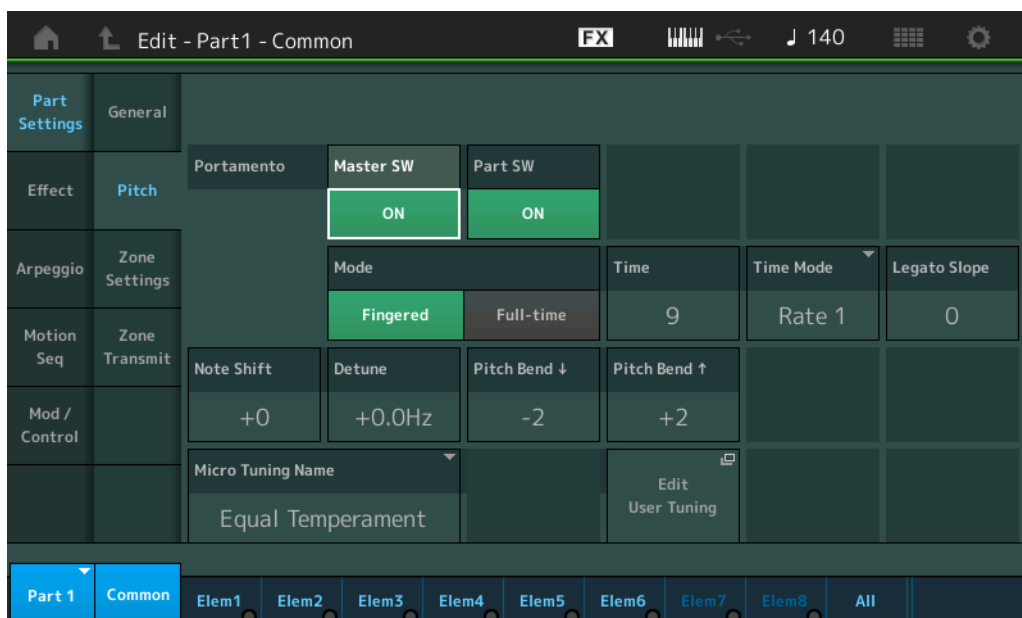 Edit - Part1 - Common
FX
♩ 140
Part
Settings
Effect
Arpeggio
Motion
Seq
Mod /
Control
General
Pitch
Zone
Settings
Zone
Transmit
Portamento
Master SW
Part SW
ON
ON
Mode
Time
Time Mode
Legato Slope
Fingered
Full-time
9
Rate 1
0
Note Shift
Detune
Pitch Bend ↓
Pitch Bend ↑
+0
+0.0Hz
-2
+2
Micro Tuning Name
Equal Temperament
Edit
User Tuning
Part 1
Common
Elem1
Elem2
Elem3
Elem4
Elem5
Elem6
Elem7
Elem8
All